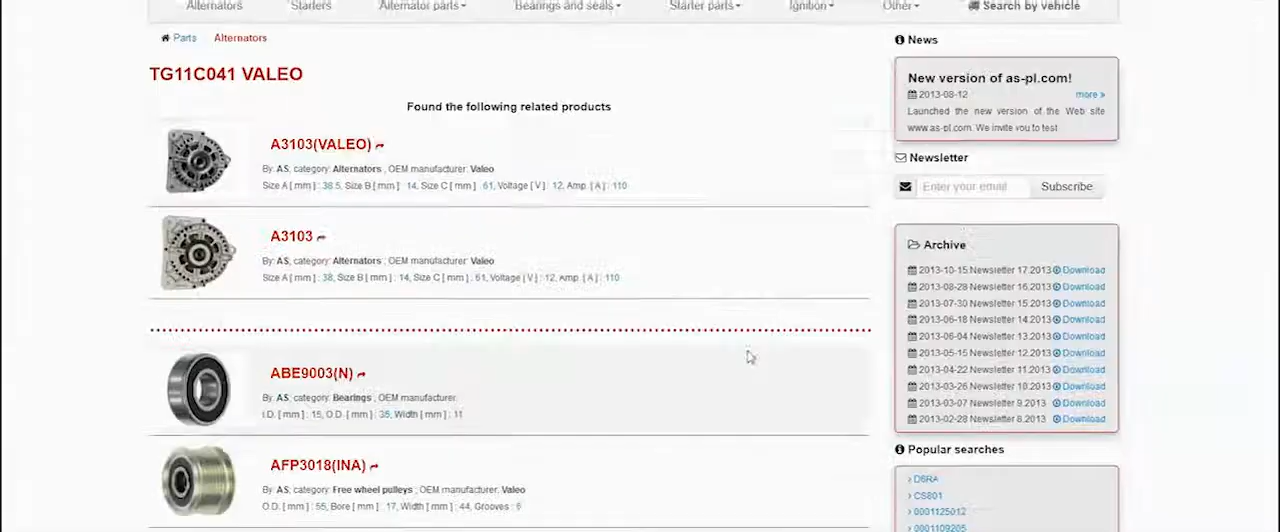 Alternators Starters Alternator parts Bearings and seals Starter parts Ignition Other Search by vehicle
Parts Alternators
TG11C041 VALEO
Found the following related products
A3103(VALEO)
By: AS, category: Alternators , OEM manufacturer: Valeo
Size A [ mm ] : 38.5, Size B [ mm ] : 14, Size C [ mm ] : 61, Voltage [ V ] : 12, Amp. [ A ] : 110
A3103
By: AS, category: Alternators , OEM manufacturer: Valeo
Size A [ mm ] : 38, Size B [ mm ] : 14, Size C [ mm ] : 61, Voltage [ V ] : 12, Amp. [ A ] : 110
ABE9003(N)
By: AS, category: Bearings , OEM manufacturer:
I.D. [ mm ] : 15, O.D. [ mm ] : 35, Width [ mm ] : 11
AFP3018(INA)
By: AS, category: Free wheel pulleys , OEM manufacturer: Valeo
O.D. [ mm ] : 55, Bore [ mm ] : 17, Width [ mm ] : 44, Grooves : 6
News
New version of as-pl.com!
2013-08-12 more »
Launched the new version of the Web site
www.as-pl.com. We invite you to test
Newsletter
Enter your email Subscribe
Archive
2013-10-15 Newsletter 17.2013 Download
2013-08-28 Newsletter 16.2013 Download
2013-07-30 Newsletter 15.2013 Download
2013-06-18 Newsletter 14.2013 Download
2013-06-04 Newsletter 13.2013 Download
2013-05-15 Newsletter 12.2013 Download
2013-04-22 Newsletter 11.2013 Download
2013-03-26 Newsletter 10.2013 Download
2013-03-07 Newsletter 9.2013 Download
2013-02-28 Newsletter 8.2013 Download
Popular searches
› D6RA
› CS801
› 0001125012
› 0001109205